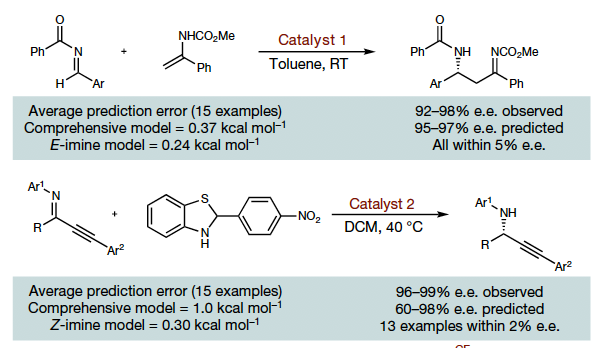 O
Ph
N
H
Ar
+
NHCO₂Me
Ph
Catalyst 1
Toluene, RT
O
Ph
NH
NCO₂Me
Ar
Ph
Average prediction error (15 examples)
Comprehensive model = 0.37 kcal mol⁻¹
E-imine model = 0.24 kcal mol⁻¹
92–98% e.e. observed
95–97% e.e. predicted
All within 5% e.e.
Ar¹
N
R
Ar²
+
S
N
H
NO₂
Catalyst 2
DCM, 40 °C
Ar¹
NH
R
Ar²
Average prediction error (15 examples)
Comprehensive model = 1.0 kcal mol⁻¹
Z-imine model = 0.30 kcal mol⁻¹
96–99% e.e. observed
60–98% e.e. predicted
13 examples within 2% e.e.